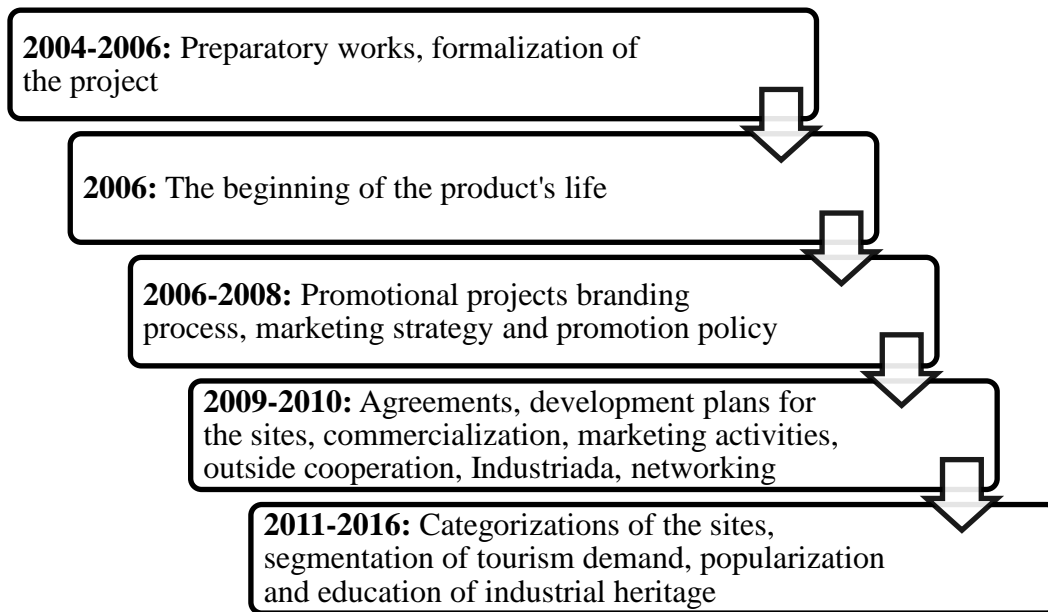 2004-2006: Preparatory works, formalization of
the project
2006: The beginning of the product's life
2006-2008: Promotional projects branding
process, marketing strategy and promotion policy
2009-2010: Agreements, development plans for
the sites, commercialization, marketing activities,
outside cooperation, Industriada, networking
2011-2016: Categorizations of the sites,
segmentation of tourism demand, popularization
and education of industrial heritage